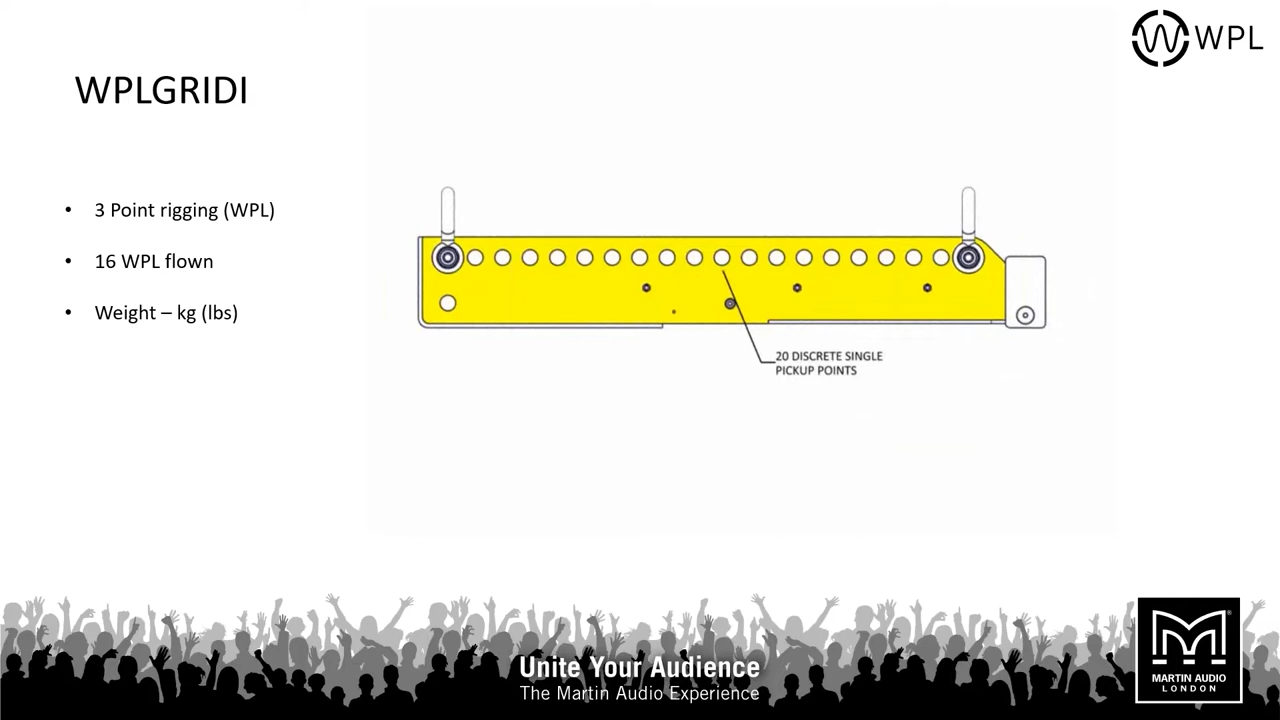 WPL
WPLGRIDI
• 3 Point rigging (WPL)
• 16 WPL flown
• Weight – kg (lbs)
20 DISCRETE SINGLE
PICKUP POINTS
Unite Your Audience
The Martin Audio Experience
MARTIN AUDIO
LONDON